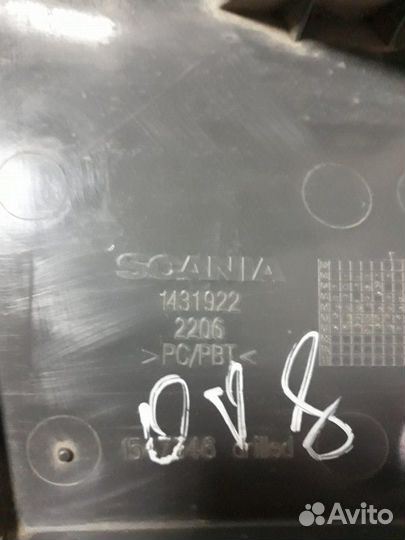 SCANIA
1431922
2206
>PC/PBT<
drilled
Avito